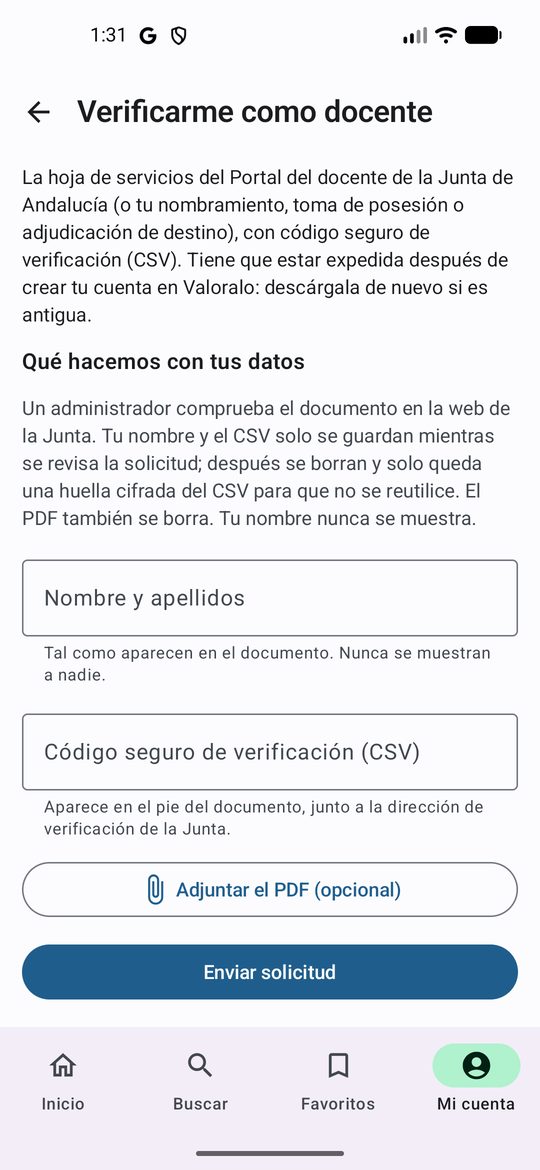 1:31
Verificarme como docente
La hoja de servicios del Portal del docente de la Junta de
Andalucía (o tu nombramiento, toma de posesión o
adjudicación de destino), con código seguro de
verificación (CSV). Tiene que estar expedida después de
crear tu cuenta en Valoralo: descárgala de nuevo si es
antigua.
Qué hacemos con tus datos
Un administrador comprueba el documento en la web de
la Junta. Tu nombre y el CSV solo se guardan mientras
se revisa la solicitud; después se borran y solo queda
una huella cifrada del CSV para que no se reutilice. El
PDF también se borra. Tu nombre nunca se muestra.
Nombre y apellidos
Tal como aparecen en el documento. Nunca se muestran
a nadie.
Código seguro de verificación (CSV)
Aparece en el pie del documento, junto a la dirección de
verificación de la Junta.
Adjuntar el PDF (opcional)
Enviar solicitud
Inicio
Buscar
Favoritos
Mi cuenta